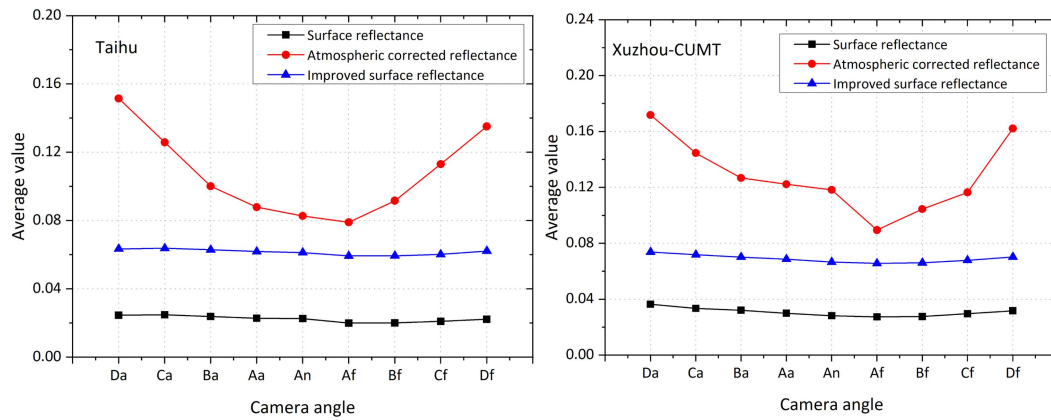 Taihu
Surface reflectance
Atmospheric corrected reflectance
Improved surface reflectance
0.20
0.16
0.12
0.08
0.04
0.00
Average value
Da Ca Ba Aa An Af Bf Cf Df
Camera angle
Xuzhou-CUMT
Surface reflectance
Atmospheric corrected reflectance
Improved surface reflectance
0.24
0.20
0.16
0.12
0.08
0.04
0.00
Average value
Da Ca Ba Aa An Af Bf Cf Df
Camera angle